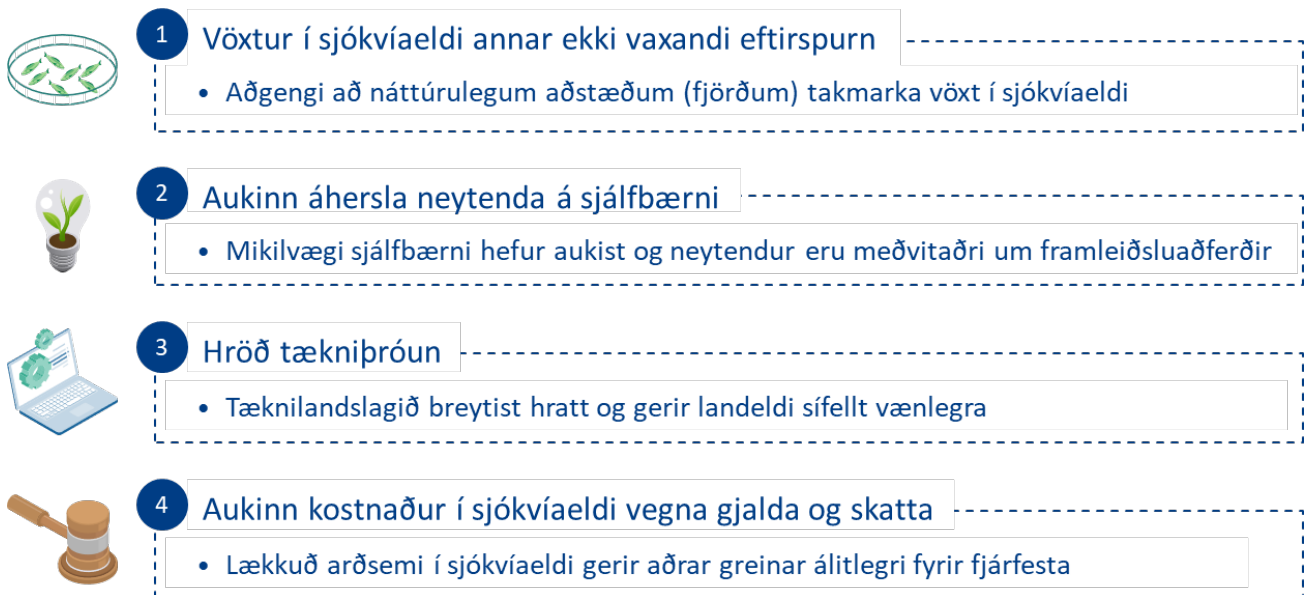 1 Vöxtur í sjókvíaeldi annar ekki vaxandi eftirspurn
• Aðgengi að náttúrulegum aðstæðum (fjörðum) takmarka vöxt í sjókvíaeldi
2 Aukinn áhersla neytenda á sjálfbærni
• Mikilvægi sjálfbærni hefur aukist og neytendur eru meðvitaðri um framleiðsluaðferðir
3 Hröð tækniþróun
• Tæknilandslagið breytist hratt og gerir landeldi sífellt vænlegra
4 Aukinn kostnaður í sjókvíaeldi vegna gjalda og skatta
• Lækkuð arðsemi í sjókvíaeldi gerir aðrar greinar álitlegri fyrir fjárfesta